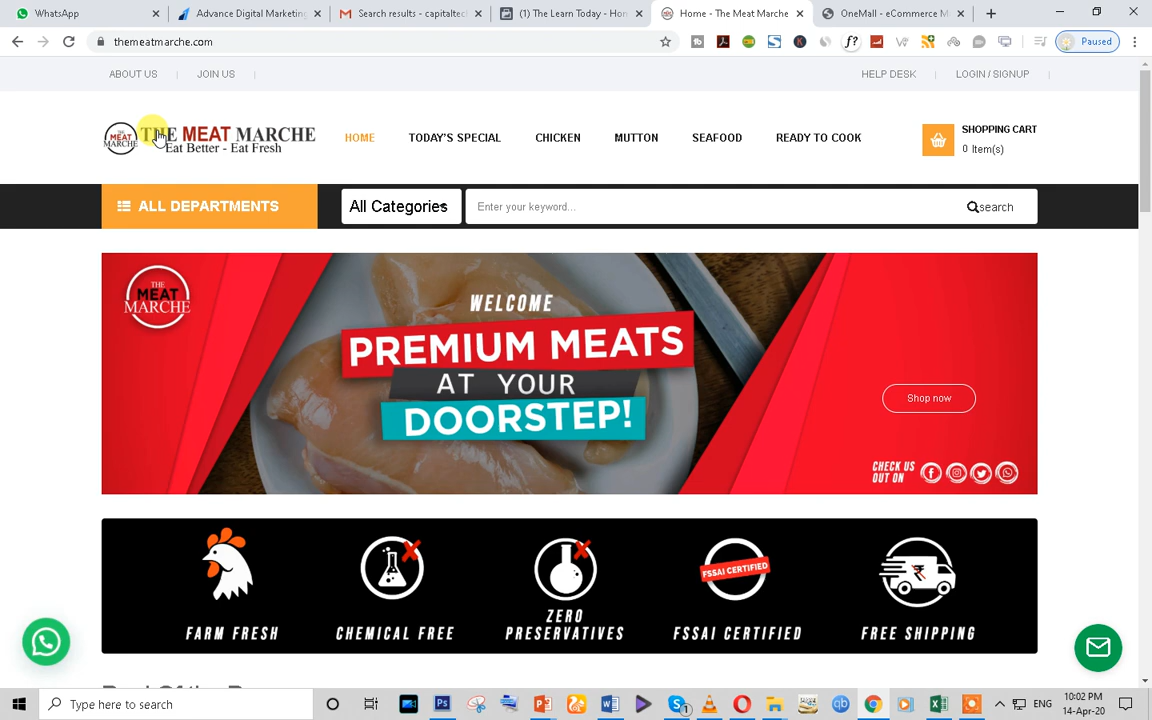 WhatsApp
Advance Digital Marketing
Search results - capitaltec
(1) The Learn Today - Hom
Home - The Meat Marche
OneMall - eCommerce M
themeatmarche.com
Paused
ABOUT US
JOIN US
HELP DESK
LOGIN / SIGNUP
THE MEAT MARCHE
THE MEAT MARCHE
Eat Better - Eat Fresh
HOME
TODAY'S SPECIAL
CHICKEN
MUTTON
SEAFOOD
READY TO COOK
SHOPPING CART
0 Item(s)
ALL DEPARTMENTS
All Categories
Enter your keyword...
search
THE
MEAT
MARCHE
WELCOME
PREMIUM MEATS
AT YOUR
DOORSTEP!
Shop now
CHECK US
OUT ON
FARM FRESH
CHEMICAL FREE
ZERO
PRESERVATIVES
FSSAI CERTIFIED
FSSAI CERTIFIED
FREE SHIPPING
Type here to search
ENG
10:02 PM
14-Apr-20